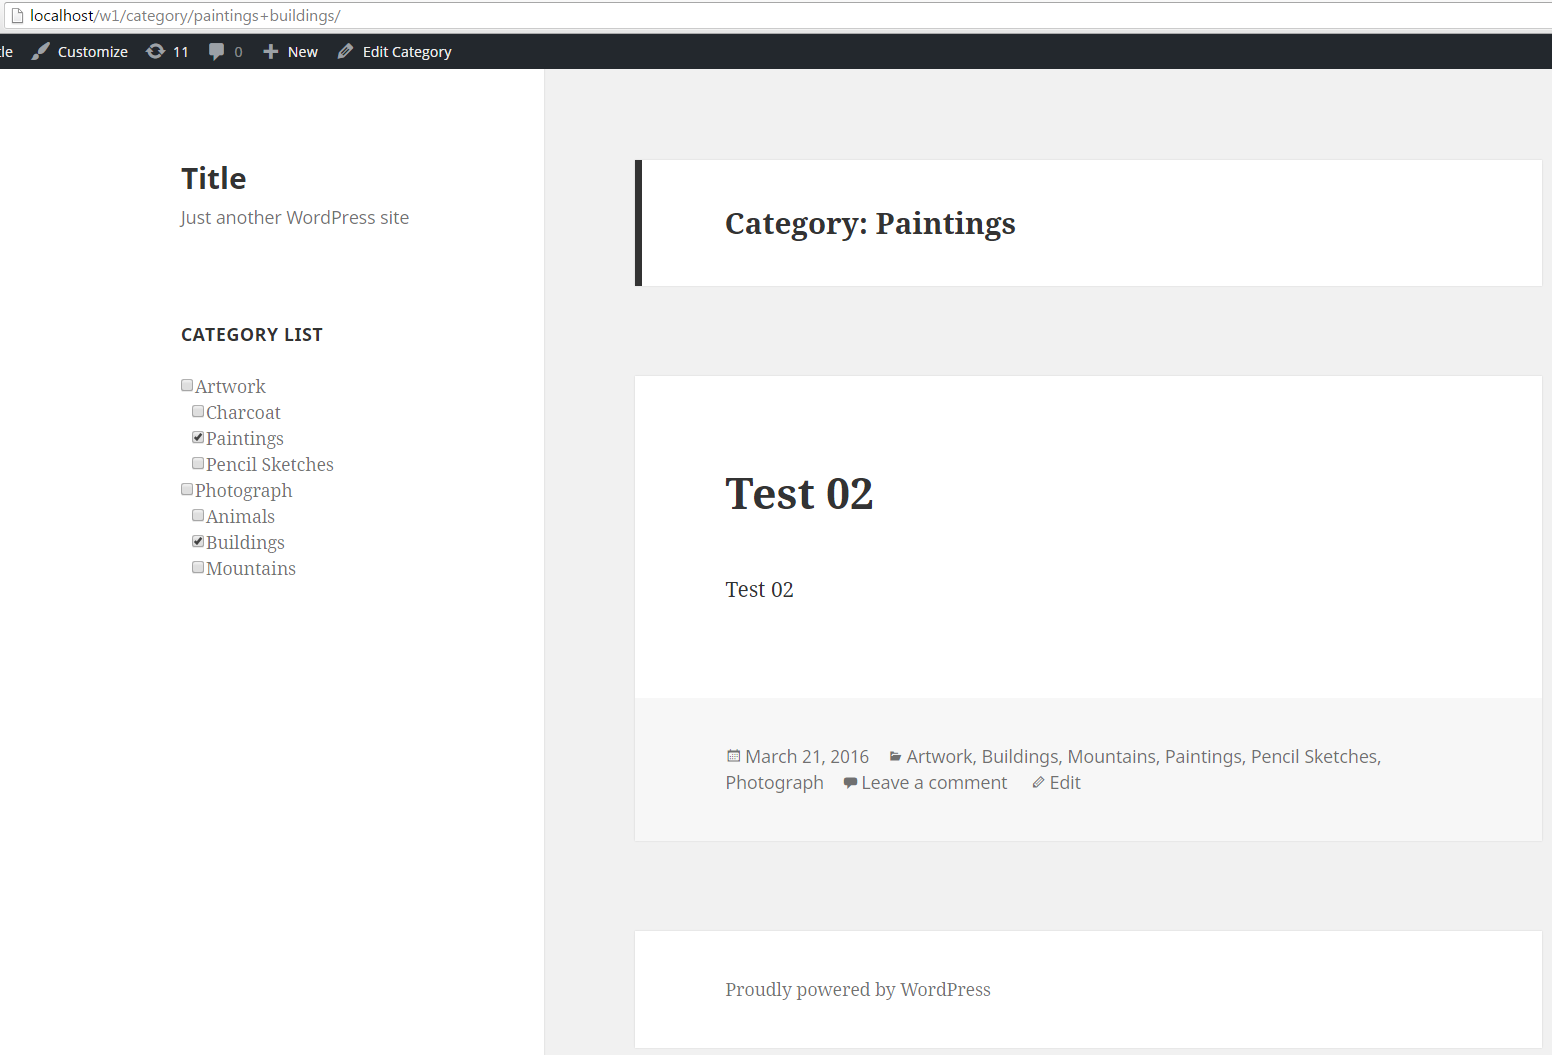 localhost/w1/category/paintings+buildings/
tle Customize 11 0 New Edit Category
Title
Just another WordPress site
CATEGORY LIST
Artwork
Charcoat
Paintings
Pencil Sketches
Photograph
Animals
Buildings
Mountains
Category: Paintings
Test 02
Test 02
March 21, 2016 Artwork, Buildings, Mountains, Paintings, Pencil Sketches,
Photograph Leave a comment Edit
Proudly powered by WordPress